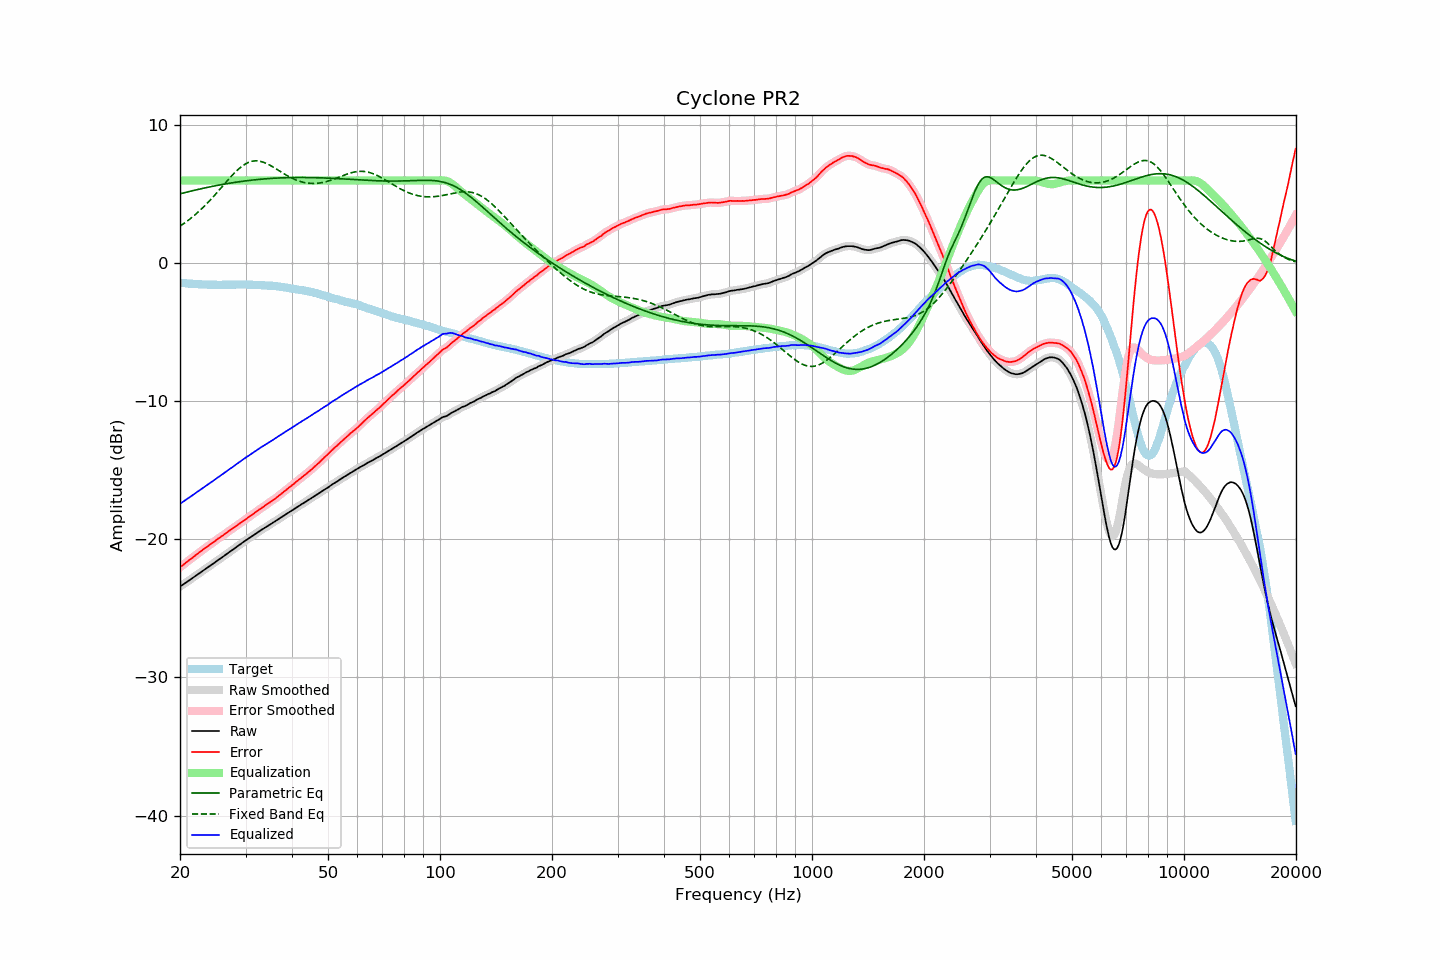 Cyclone PR2
Amplitude (dBr)
10
0
−10
−20
−30
−40
Target
Raw Smoothed
Error Smoothed
Raw
Error
Equalization
Parametric Eq
Fixed Band Eq
Equalized
20 50 100 200 500 1000 2000 5000 10000 20000
Frequency (Hz)